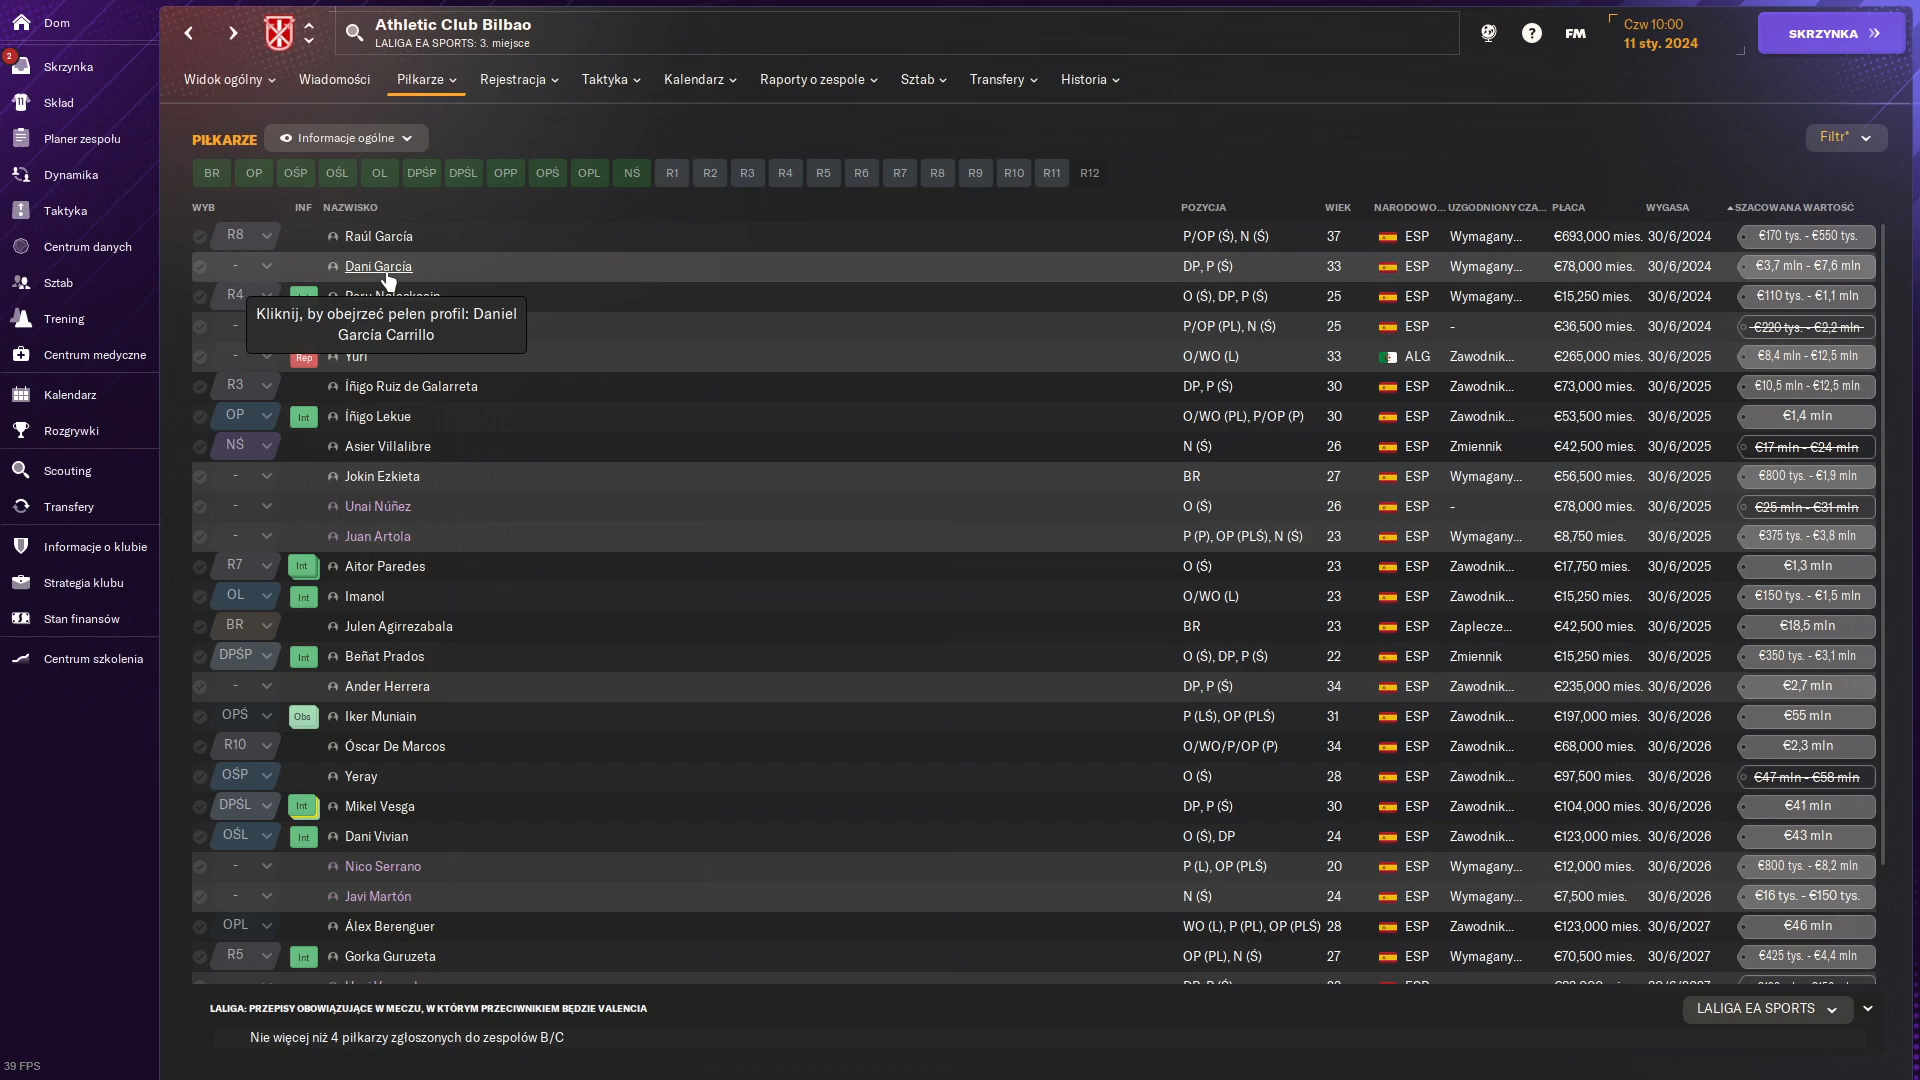 Dom
2
Skrzynka
Skład
Planer zespołu
Dynamika
Taktyka
Centrum danych
Sztab
Trening
Centrum medyczne
Kalendarz
Rozgrywki
Scouting
Transfery
Informacje o klubie
Strategia klubu
Stan finansów
Centrum szkolenia
39 FPS
Athletic Club Bilbao
LALIGA EA SPORTS: 3. miejsce
FM
Czw 10:00
11 sty. 2024
SKRZYNKA
Widok ogólny Wiadomości Piłkarze Rejestracja Taktyka Kalendarz Raporty o zespole Sztab Transfery Historia
PIŁKARZE Informacje ogólne Filtr*
BR OP OŚP OŚL OL DPŚP DPŚL OPP OPŚ OPL NŚ R1 R2 R3 R4 R5 R6 R7 R8 R9 R10 R11 R12
WYB INF NAZWISKO POZYCJA WIEK NARODOWO... UZGODNIONY CZA... PŁACA WYGASA SZACOWANA WARTOŚĆ
R8 Raúl García P/OP (Ś), N (Ś) 37 ESP Wymagany... €693,000 mies. 30/6/2024 €170 tys. - €550 tys.
- Dani García DP, P (Ś) 33 ESP Wymagany... €78,000 mies. 30/6/2024 €3,7 mln - €7,6 mln
R4 O (Ś), DP, P (Ś) 25 ESP Wymagany... €15,250 mies. 30/6/2024 €110 tys. - €1,1 mln
Kliknij, by obejrzeć pełen profil: Daniel
García Carrillo
- P/OP (PL), N (Ś) 25 ESP - €36,500 mies. 30/6/2024 €220 tys. - €2,2 mln
- Rep Yuri O/WO (L) 33 ALG Zawodnik... €265,000 mies. 30/6/2025 €8,4 mln - €12,5 mln
R3 Íñigo Ruiz de Galarreta DP, P (Ś) 30 ESP Zawodnik... €73,000 mies. 30/6/2025 €10,5 mln - €12,5 mln
OP Int Íñigo Lekue O/WO (PL), P/OP (P) 30 ESP Zawodnik... €53,500 mies. 30/6/2025 €1,4 mln
NŚ Asier Villalibre N (Ś) 26 ESP Zmiennik €42,500 mies. 30/6/2025 €17 mln - €24 mln
- Jokin Ezkieta BR 27 ESP Wymagany... €56,500 mies. 30/6/2025 €800 tys. - €1,9 mln
- Unai Núñez O (Ś) 26 ESP - €78,000 mies. 30/6/2025 €25 mln - €31 mln
- Juan Artola P (P), OP (PLŚ), N (Ś) 23 ESP Wymagany... €8,750 mies. 30/6/2025 €375 tys. - €3,8 mln
R7 Int Aitor Paredes O (Ś) 23 ESP Zawodnik... €17,750 mies. 30/6/2025 €1,3 mln
OL Int Imanol O/WO (L) 23 ESP Zawodnik... €15,250 mies. 30/6/2025 €150 tys. - €1,5 mln
BR Julen Agirrezabala BR 23 ESP Zaplecze... €42,500 mies. 30/6/2025 €18,5 mln
DPŚP Int Beñat Prados O (Ś), DP, P (Ś) 22 ESP Zmiennik €15,250 mies. 30/6/2025 €350 tys. - €3,1 mln
- Ander Herrera DP, P (Ś) 34 ESP Zawodnik... €235,000 mies. 30/6/2026 €2,7 mln
OPŚ Obs Iker Muniain P (LŚ), OP (PLŚ) 31 ESP Zawodnik... €197,000 mies. 30/6/2026 €55 mln
R10 Óscar De Marcos O/WO/P/OP (P) 34 ESP Zawodnik... €68,000 mies. 30/6/2026 €2,3 mln
OŚP Yeray O (Ś) 28 ESP Zawodnik... €97,500 mies. 30/6/2026 €47 mln - €58 mln
DPŚL Int Mikel Vesga DP, P (Ś) 30 ESP Zawodnik... €104,000 mies. 30/6/2026 €41 mln
OŚL Int Dani Vivian O (Ś), DP 24 ESP Zawodnik... €123,000 mies. 30/6/2026 €43 mln
- Nico Serrano P (L), OP (PLŚ) 20 ESP Wymagany... €12,000 mies. 30/6/2026 €800 tys. - €8,2 mln
- Javi Martón N (Ś) 24 ESP Wymagany... €7,500 mies. 30/6/2026 €16 tys. - €150 tys.
OPL Álex Berenguer WO (L), P (PL), OP (PLŚ) 28 ESP Zawodnik... €123,000 mies. 30/6/2027 €46 mln
R5 Int Gorka Guruzeta OP (PL), N (Ś) 27 ESP Wymagany... €70,500 mies. 30/6/2027 €425 tys. - €4,4 mln
LALIGA: PRZEPISY OBOWIĄZUJĄCE W MECZU, W KTÓRYM PRZECIWNIKIEM BĘDZIE VALENCIA LALIGA EA SPORTS
Nie więcej niż 4 piłkarzy zgłoszonych do zespołów B/C